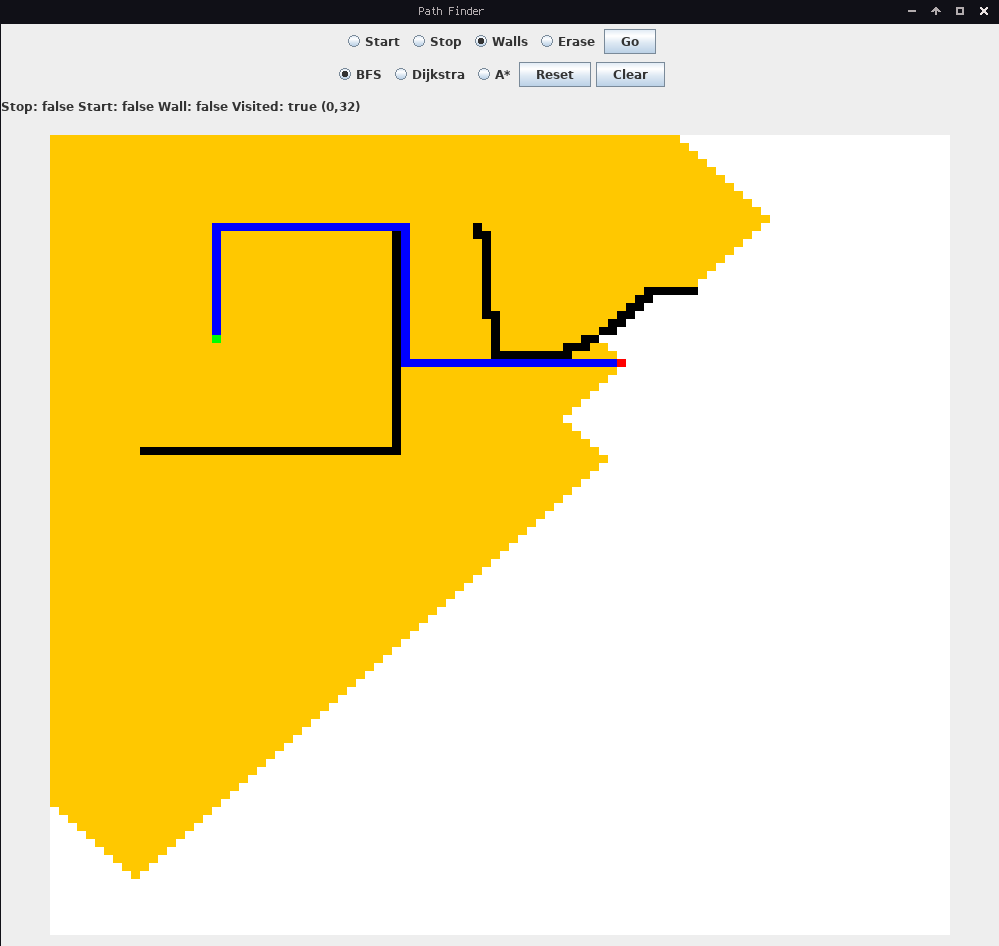 Path Finder
Start Stop Walls Erase Go
BFS Dijkstra A* Reset Clear
Stop: false Start: false Wall: false Visited: true (0,32)